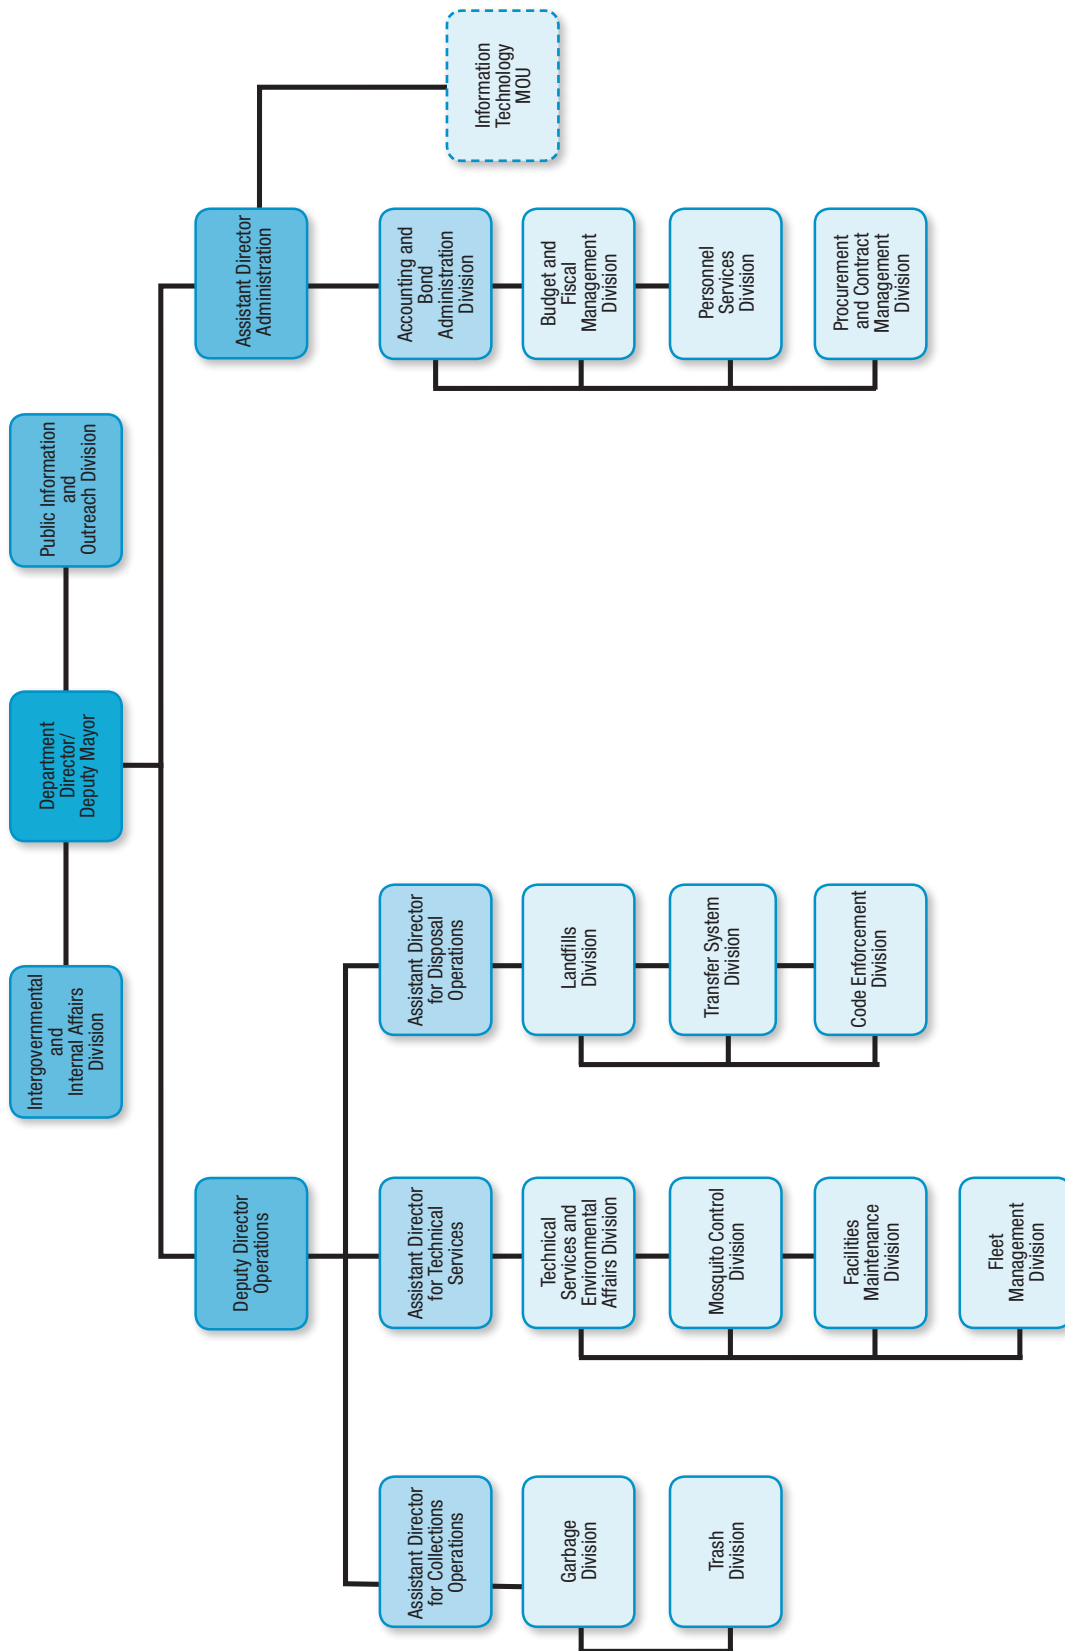 Intergovernmental
and
Internal Affairs
Division
Department
Director/
Deputy Mayor
Public Information
and
Outreach Division
Deputy Director
Operations
Assistant Director
Administration
Assistant Director
for Collections
Operations
Garbage
Division
Trash
Division
Assistant Director
for Technical
Services
Technical
Services and
Environmental
Affairs Division
Mosquito Control
Division
Facilities
Maintenance
Division
Fleet
Management
Division
Assistant Director
for Disposal
Operations
Landfills
Division
Transfer System
Division
Code Enforcement
Division
Accounting and
Bond
Administration
Division
Budget and
Fiscal
Management
Division
Personnel
Services
Division
Procurement
and Contract
Management
Division
Information
Technology
MOU